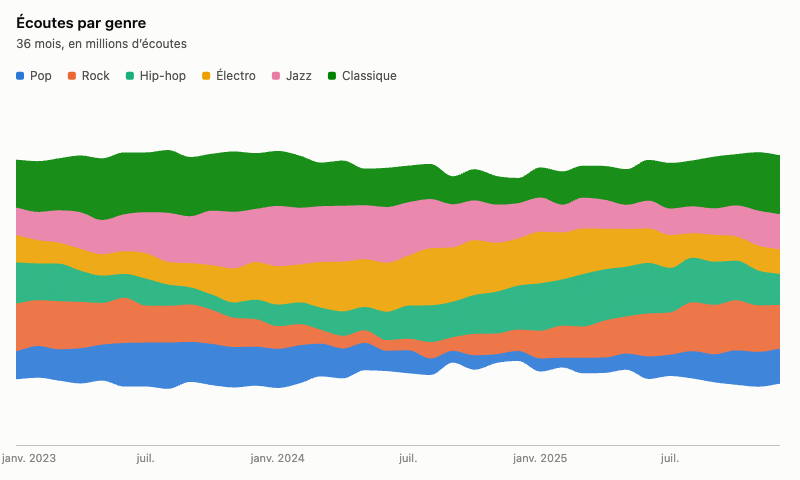 Écoutes par genre
36 mois, en millions d’écoutes
Pop Rock Hip-hop Électro Jazz Classique
janv. 2023 juil. janv. 2024 juil. janv. 2025 juil.